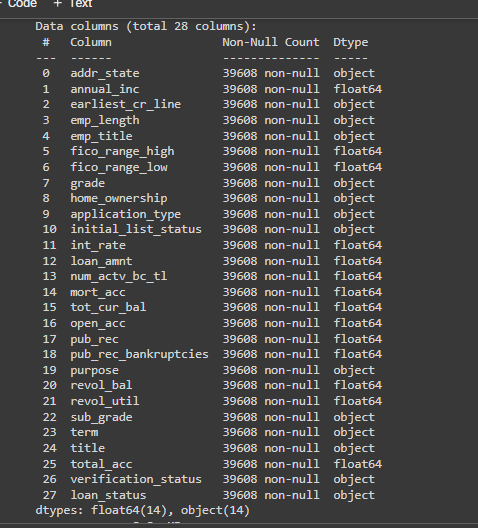 Code + Text
Data columns (total 28 columns):
# Column Non-Null Count Dtype
--- ------ -------------- -----
0 addr_state 39608 non-null object
1 annual_inc 39608 non-null float64
2 earliest_cr_line 39608 non-null object
3 emp_length 39608 non-null object
4 emp_title 39608 non-null object
5 fico_range_high 39608 non-null float64
6 fico_range_low 39608 non-null float64
7 grade 39608 non-null object
8 home_ownership 39608 non-null object
9 application_type 39608 non-null object
10 initial_list_status 39608 non-null object
11 int_rate 39608 non-null float64
12 loan_amnt 39608 non-null float64
13 num_actv_bc_tl 39608 non-null float64
14 mort_acc 39608 non-null float64
15 tot_cur_bal 39608 non-null float64
16 open_acc 39608 non-null float64
17 pub_rec 39608 non-null float64
18 pub_rec_bankruptcies 39608 non-null float64
19 purpose 39608 non-null object
20 revol_bal 39608 non-null float64
21 revol_util 39608 non-null float64
22 sub_grade 39608 non-null object
23 term 39608 non-null object
24 title 39608 non-null object
25 total_acc 39608 non-null float64
26 verification_status 39608 non-null object
27 loan_status 39608 non-null object
dtypes: float64(14), object(14)